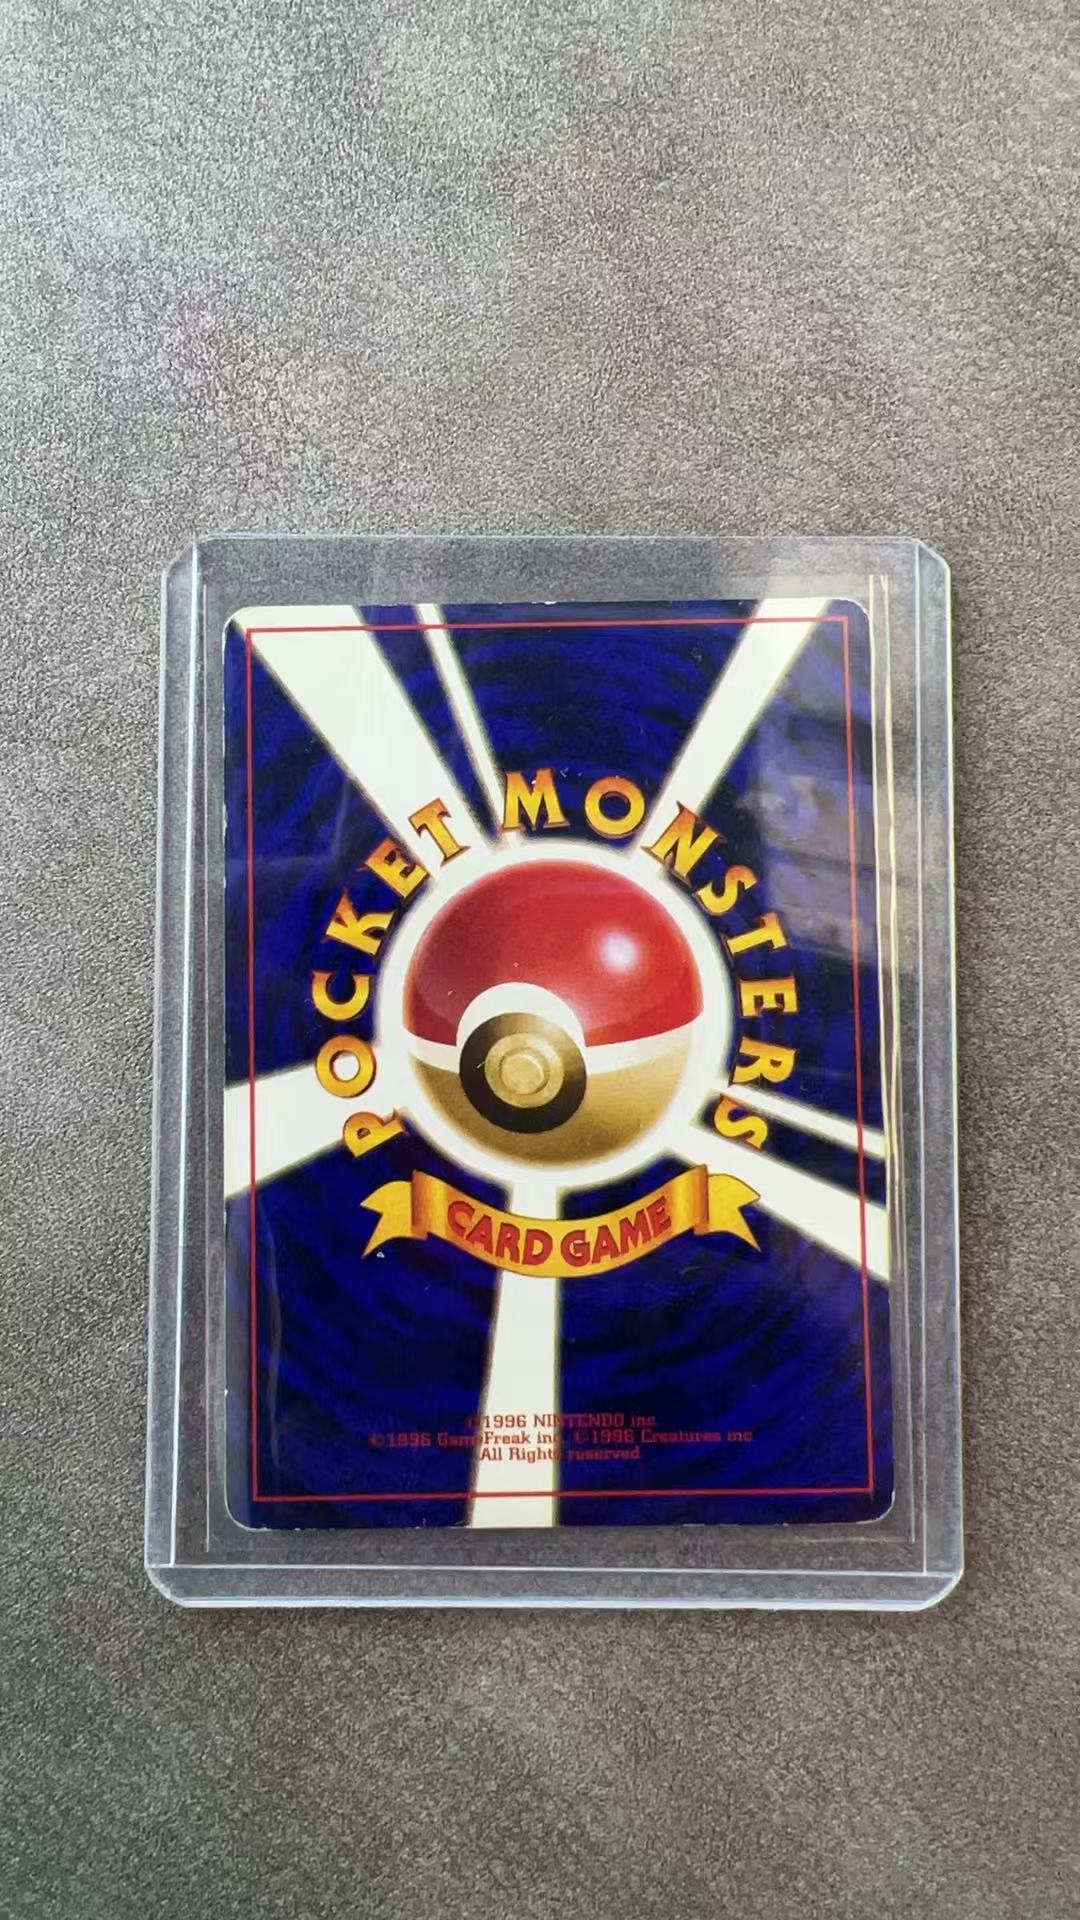 POCKET MONSTERS
CARD GAME
©1996 NINTENDO inc.
©1996 GameFreak inc. ©1996 Creatures inc
All Rights reserved